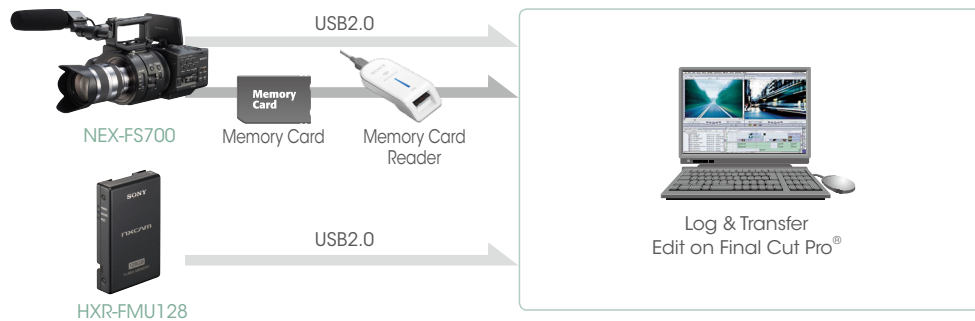 USB2.0
NEX-FS700
Memory
Card
Memory Card
Memory Card
Reader
SONY
NXCAM
HXR-FMU128
USB2.0
Log & Transfer
Edit on Final Cut Pro®